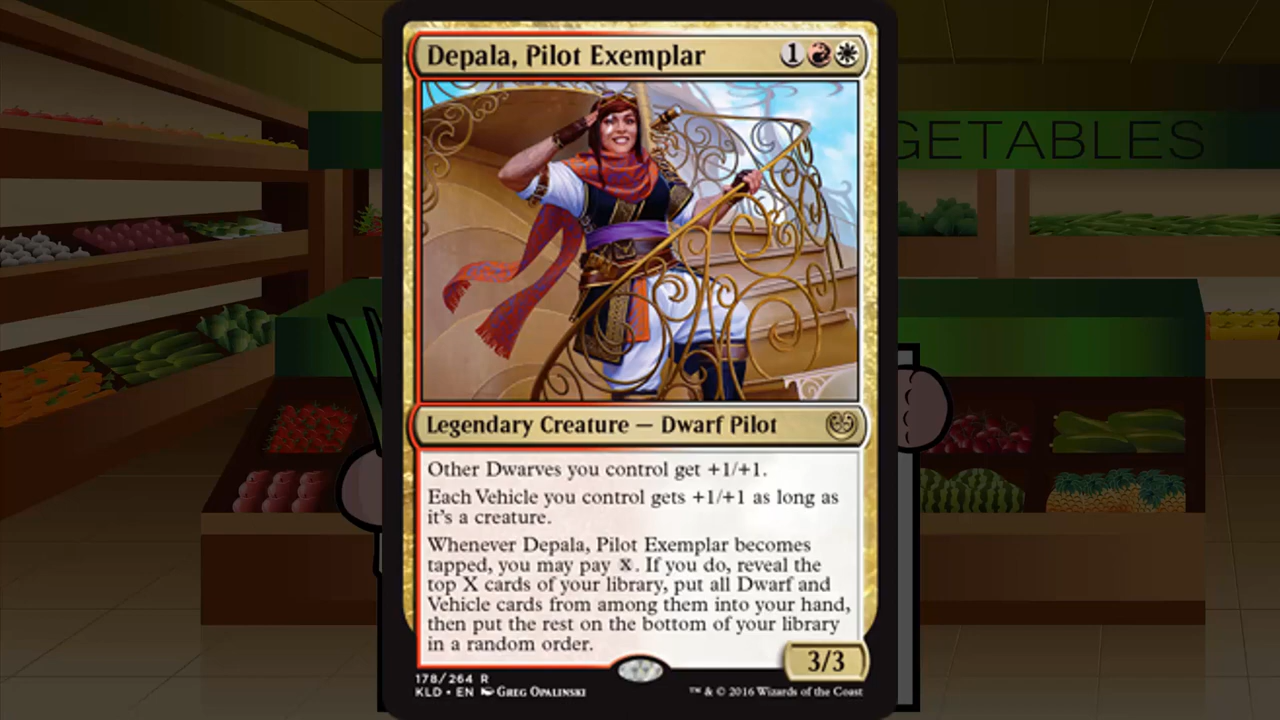 Depala, Pilot Exemplar 1
GETABLES
Legendary Creature — Dwarf Pilot
Other Dwarves you control get +1/+1.
Each Vehicle you control gets +1/+1 as long as
it's a creature.
Whenever Depala, Pilot Exemplar becomes
tapped, you may pay X. If you do, reveal the
top X cards of your library, put all Dwarf and
Vehicle cards from among them into your hand,
then put the rest on the bottom of your library
in a random order.
3/3
178/264 R
KLD • EN Greg Opalinski
™ & © 2016 Wizards of the Coast